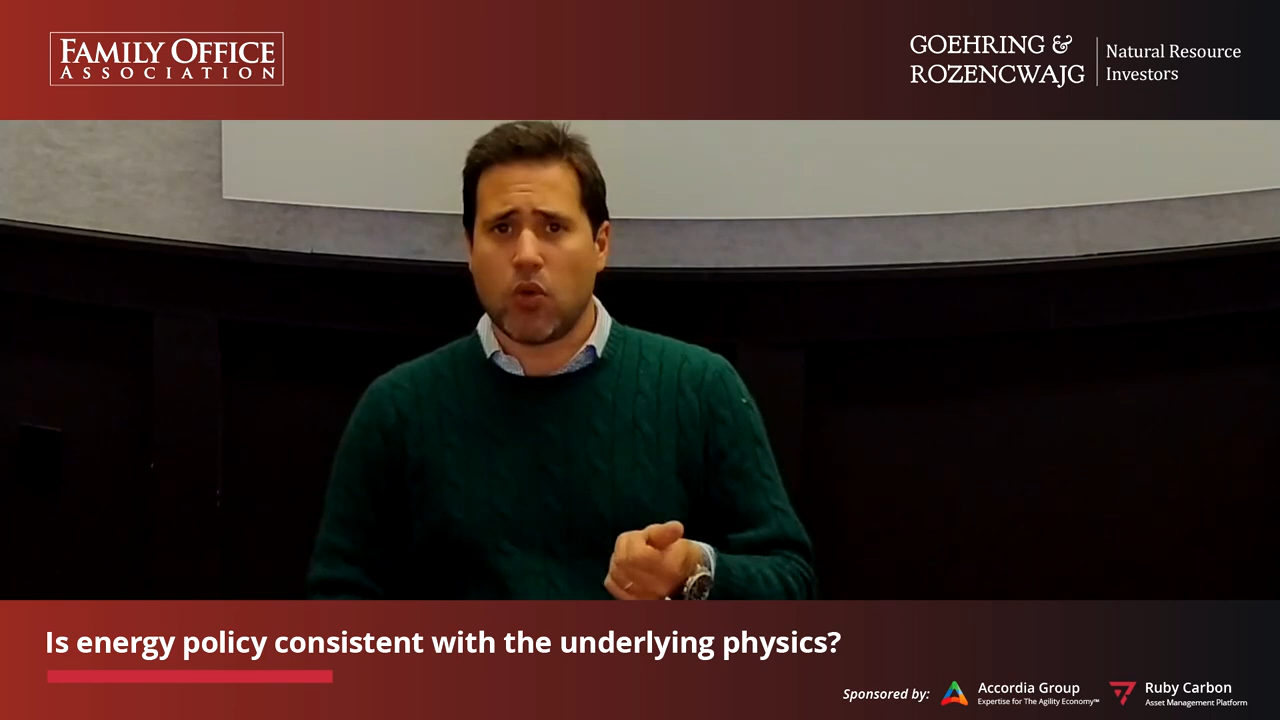 FAMILY OFFICE
ASSOCIATION
GOEHRING &
ROZENCWAJG
Natural Resource
Investors
Is energy policy consistent with the underlying physics?
Sponsored by:
Accordia Group
Expertise for The Agility Economy™
Ruby Carbon
Asset Management Platform